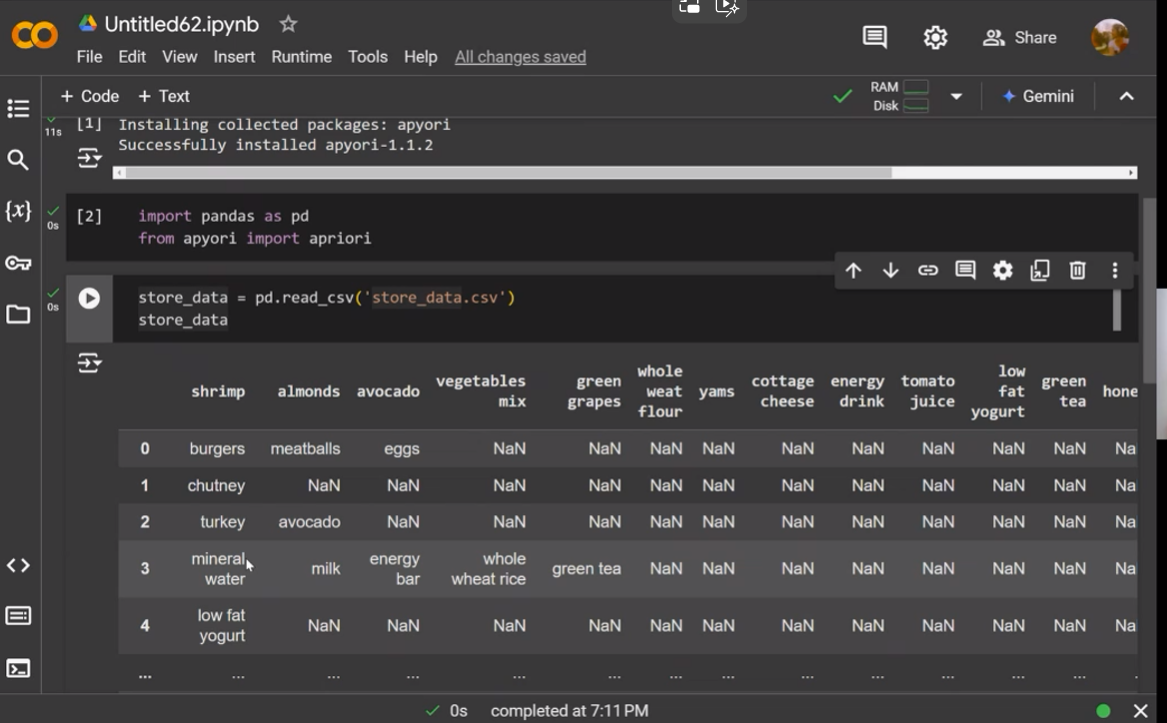 Untitled62.ipynb
File Edit View Insert Runtime Tools Help All changes saved
Share
+ Code + Text
RAM
Disk
Gemini
11s
[1] Installing collected packages: apyori
Successfully installed apyori-1.1.2
{x}
0s
[2] import pandas as pd
from apyori import apriori
0s
store_data = pd.read_csv('store_data.csv')
store_data
shrimp almonds avocado vegetables mix green grapes whole weat flour yams cottage cheese energy drink tomato juice low fat yogurt green tea hone
0 burgers meatballs eggs NaN NaN NaN NaN NaN NaN NaN NaN NaN Na
1 chutney NaN NaN NaN NaN NaN NaN NaN NaN NaN NaN NaN Na
2 turkey avocado NaN NaN NaN NaN NaN NaN NaN NaN NaN NaN Na
3 mineral water milk energy bar whole wheat rice green tea NaN NaN NaN NaN NaN NaN NaN Na
4 low fat yogurt NaN NaN NaN NaN NaN NaN NaN NaN NaN NaN NaN Na
... ... ... ... ... ... ... ... ... ... ... ... ...
0s completed at 7:11 PM